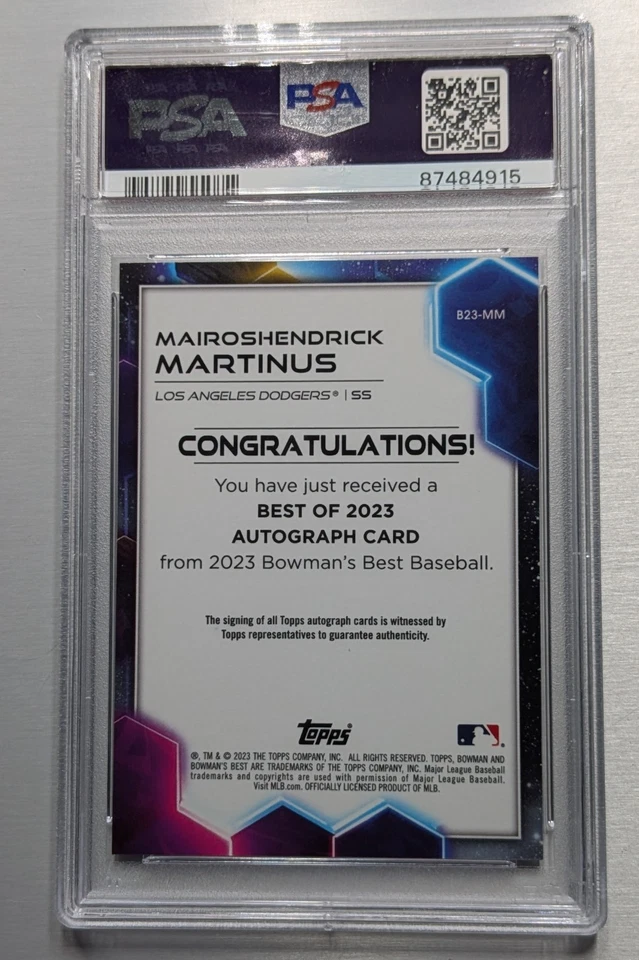 PSA
PSA
87484915
B23-MM
MAIROSHENDRICK
MARTINUS
LOS ANGELES DODGERS® | SS
CONGRATULATIONS!
You have just received a
BEST OF 2023
AUTOGRAPH CARD
from 2023 Bowman's Best Baseball.
The signing of all Topps autograph cards is witnessed by
Topps representatives to guarantee authenticity.
Topps®
®, TM & © 2023 THE TOPPS COMPANY, INC. ALL RIGHTS RESERVED. TOPPS, BOWMAN AND
BOWMAN'S BEST ARE TRADEMARKS OF THE TOPPS COMPANY, INC. Major League Baseball
trademarks and copyrights are used with permission of Major League Baseball.
Visit MLB.com. OFFICIALLY LICENSED PRODUCT OF MLB.